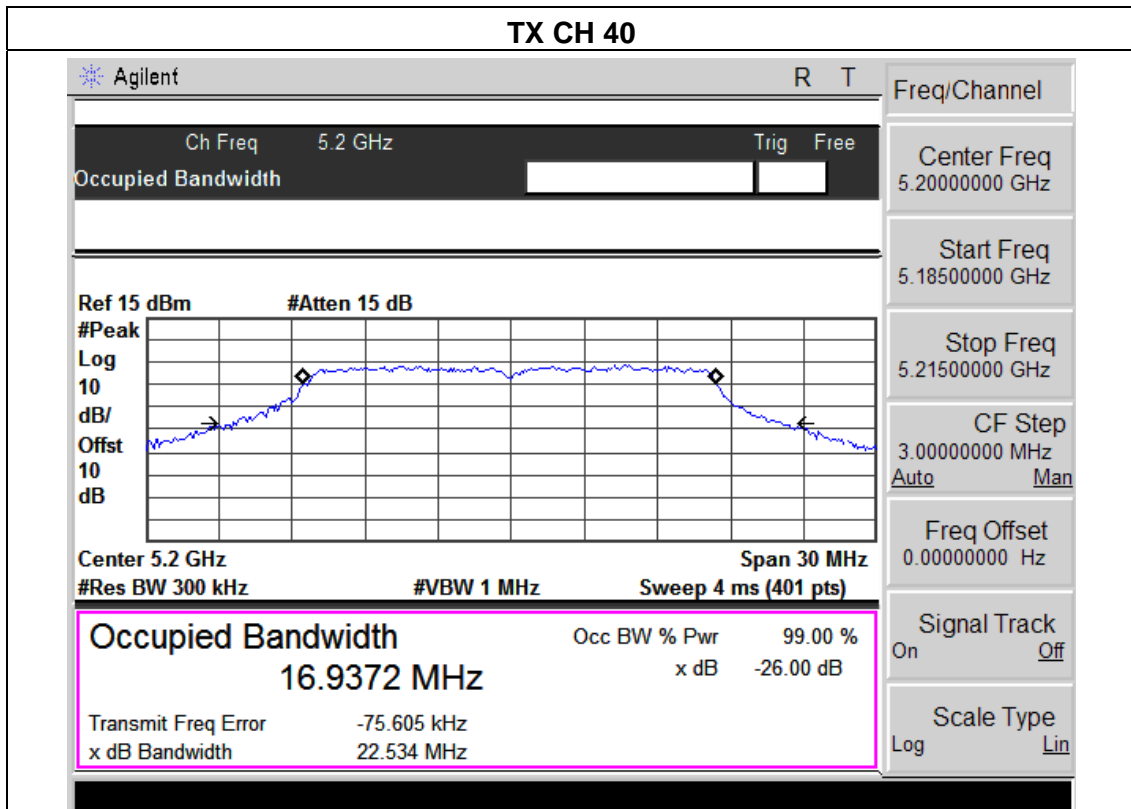 TX CH 40
Agilent R T
Freq/Channel
Ch Freq 5.2 GHz Trig Free
Occupied Bandwidth
Center Freq
5.20000000 GHz
Start Freq
5.18500000 GHz
Stop Freq
5.21500000 GHz
CF Step
3.00000000 MHz
Auto Man
Freq Offset
0.00000000 Hz
Signal Track
On Off
Scale Type
Log Lin
Ref 15 dBm #Atten 15 dB
#Peak
Log
10
dB/
Offst
10
dB
Center 5.2 GHz Span 30 MHz
#Res BW 300 kHz #VBW 1 MHz Sweep 4 ms (401 pts)
Occupied Bandwidth Occ BW % Pwr 99.00 %
16.9372 MHz x dB -26.00 dB
Transmit Freq Error -75.605 kHz
x dB Bandwidth 22.534 MHz